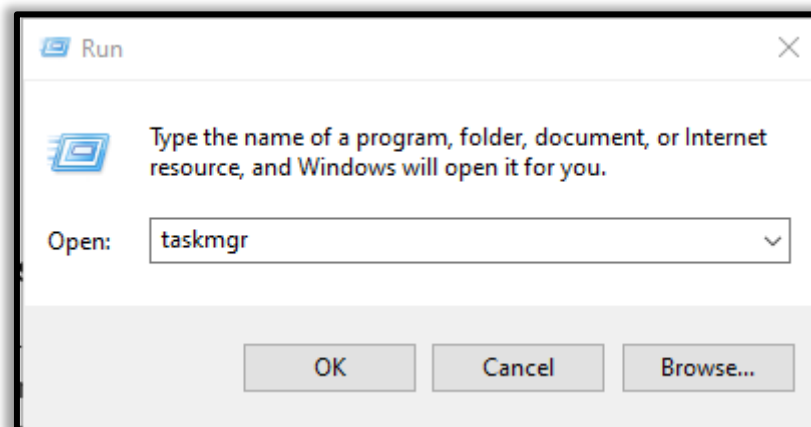 Run
Type the name of a program, folder, document, or Internet
resource, and Windows will open it for you.
Open: taskmgr
OK Cancel Browse...